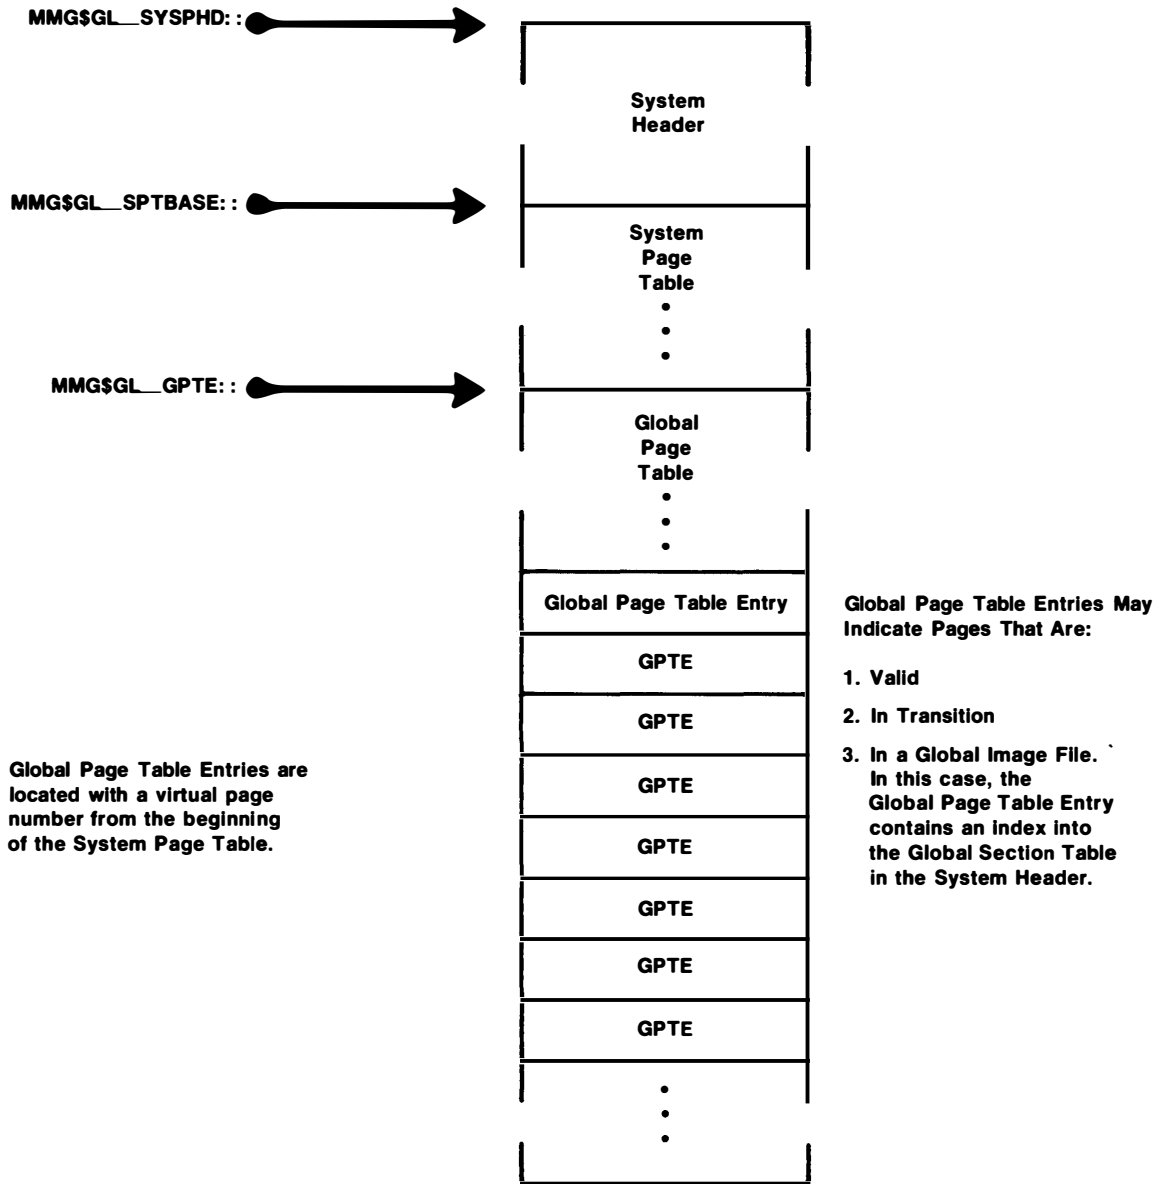 MMG$GL_SYSPHD::
System
Header
MMG$GL_SPTBASE::
System
Page
Table
MMG$GL_GPTE::
Global
Page
Table
Global Page Table Entry
GPTE
GPTE
GPTE
GPTE
GPTE
GPTE
GPTE
Global Page Table Entries May
Indicate Pages That Are:
1. Valid
2. In Transition
3. In a Global Image File.
In this case, the
Global Page Table Entry
contains an index into
the Global Section Table
in the System Header.
Global Page Table Entries are
located with a virtual page
number from the beginning
of the System Page Table.